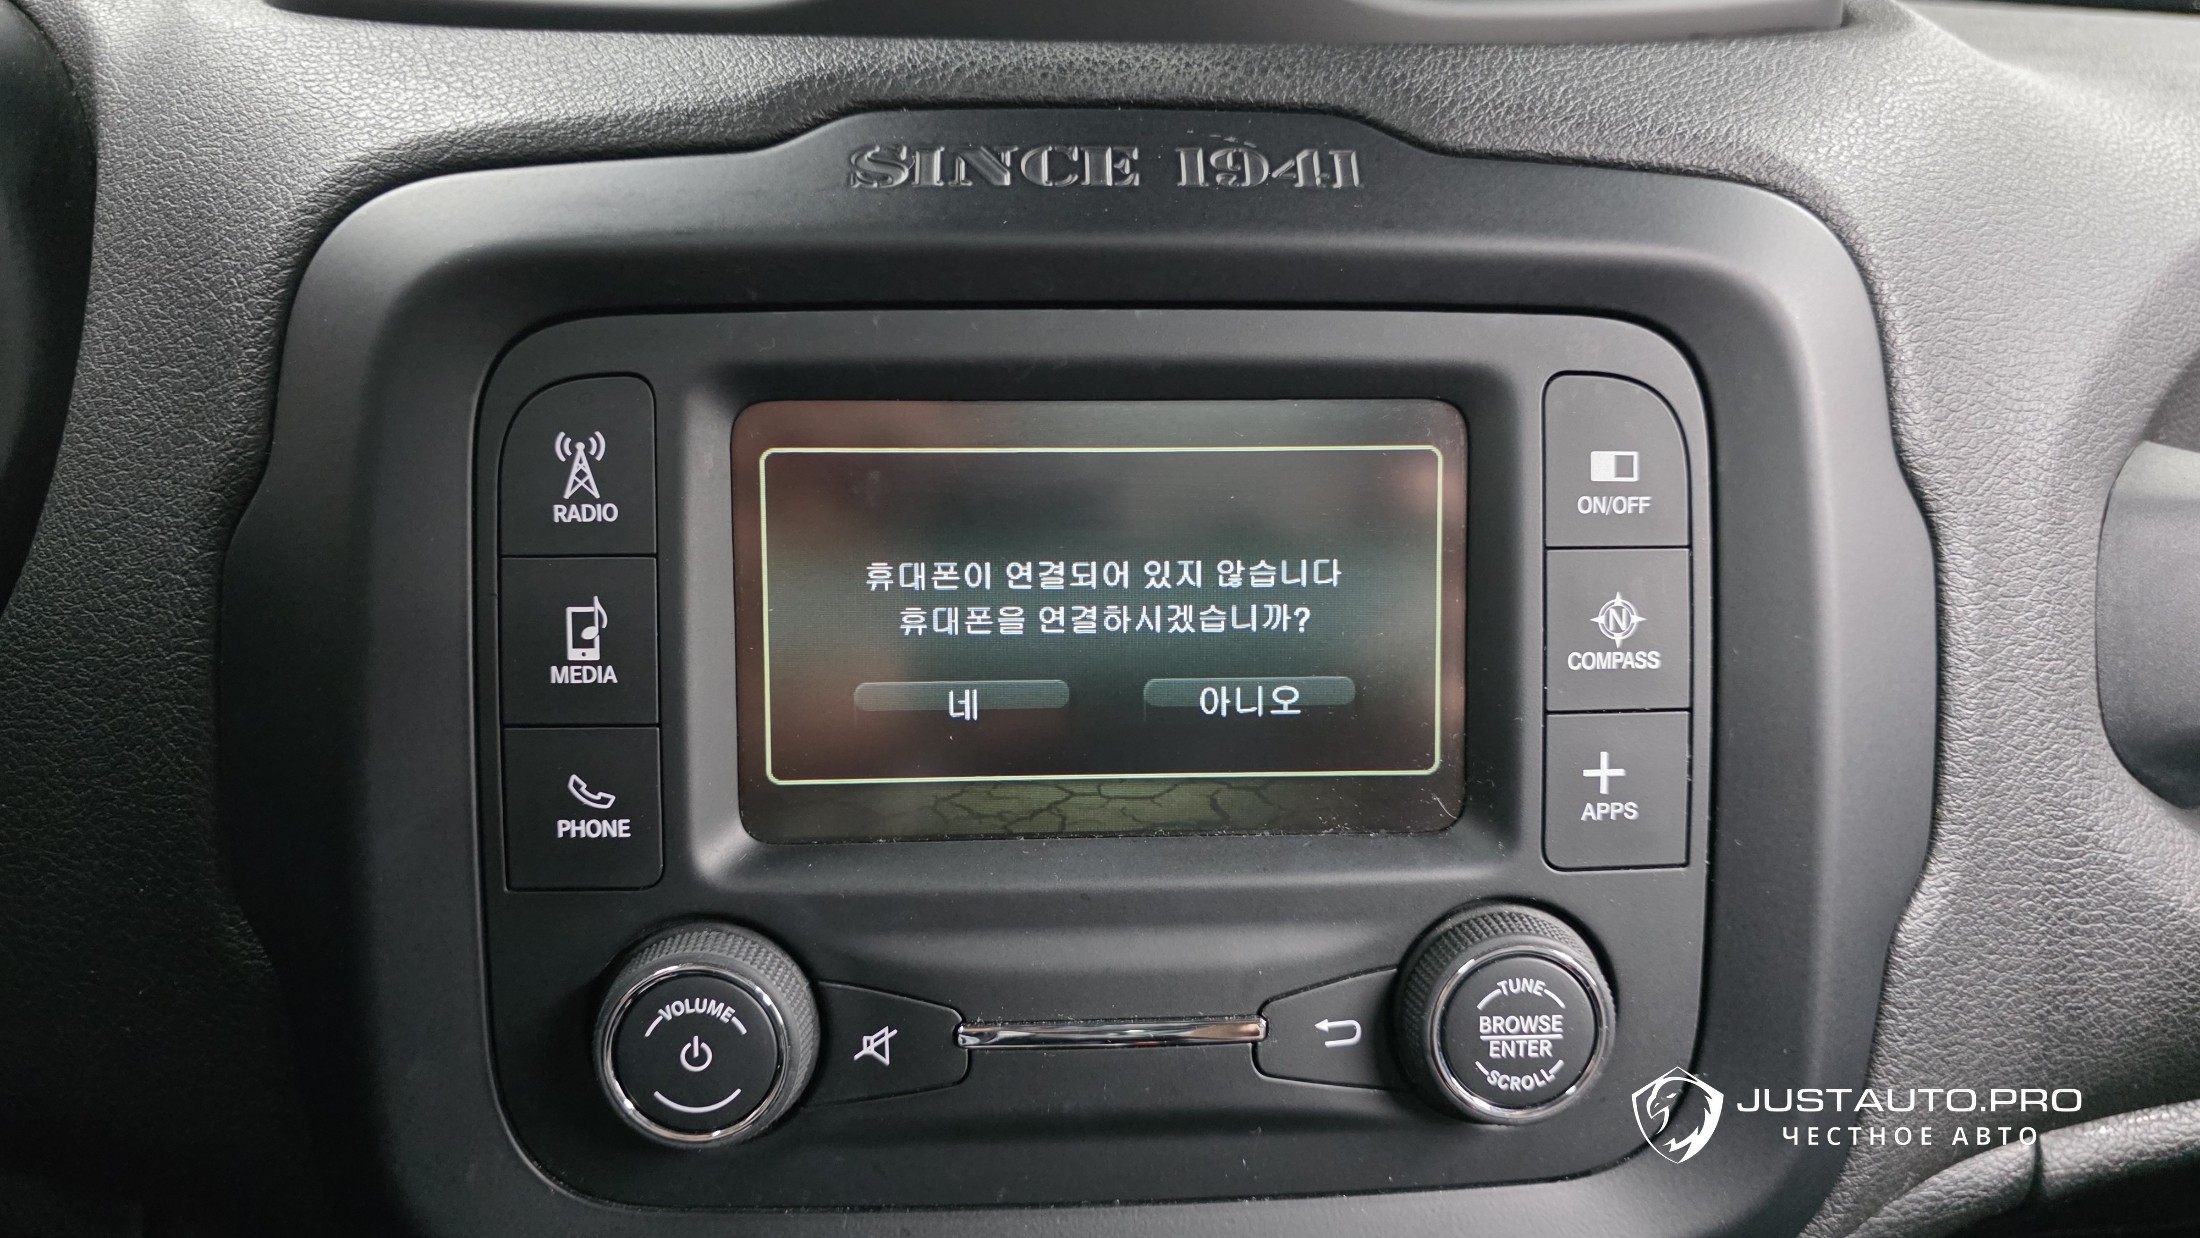 SINCE 1941
RADIO
MEDIA
PHONE
휴대폰이 연결되어 있지 않습니다
휴대폰을 연결하시겠습니까?
네
아니오
ON/OFF
N
COMPASS
APPS
VOLUME
TUNE
BROWSE
ENTER
SCROLL
JUSTAUTO.PRO
ЧЕСТНОЕ АВТО